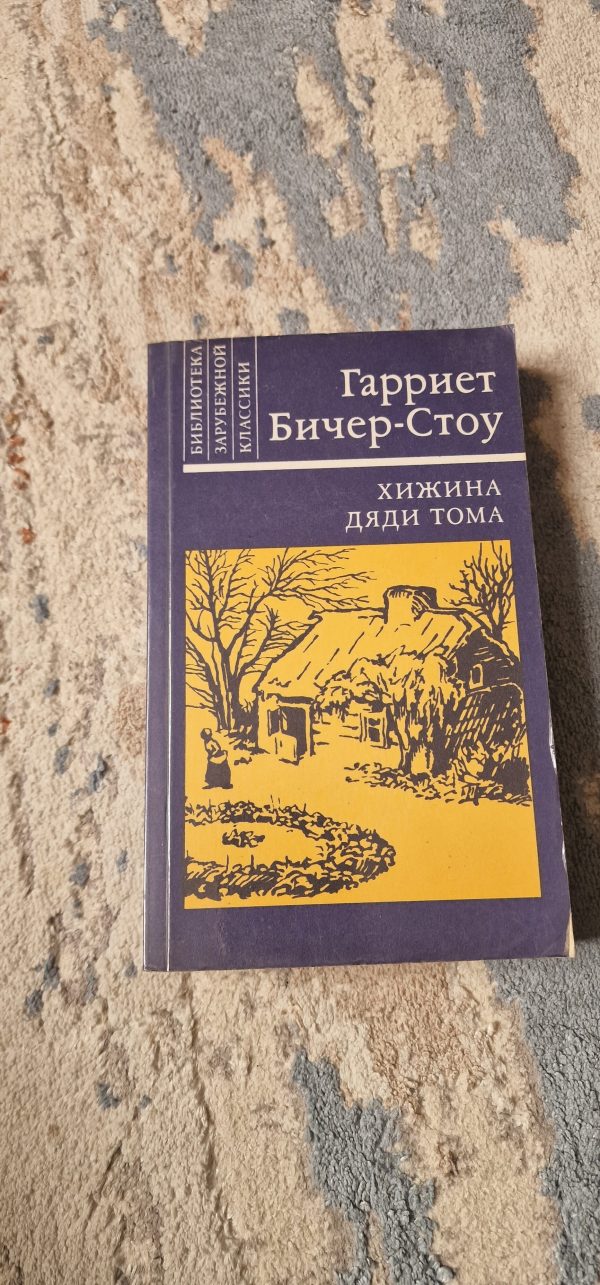 БИБЛИОТЕКА
ЗАРУБЕЖНОЙ
КЛАССИКИ
Гарриет
Бичер-Стоу
ХИЖИНА
ДЯДИ ТОМА